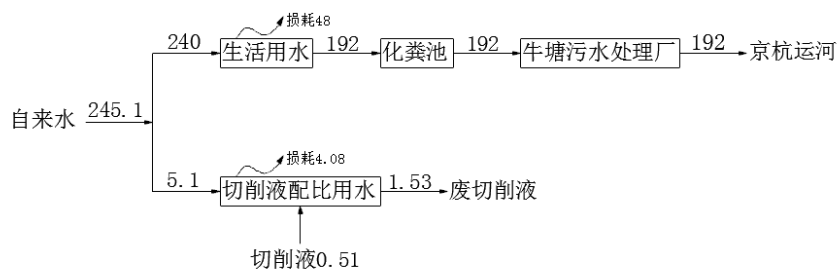 损耗48
240
生活用水
192
化粪池
192
牛塘污水处理厂
192
京杭运河
自来水
245.1
损耗4.08
5.1
切削液配比用水
1.53
废切削液
切削液0.51